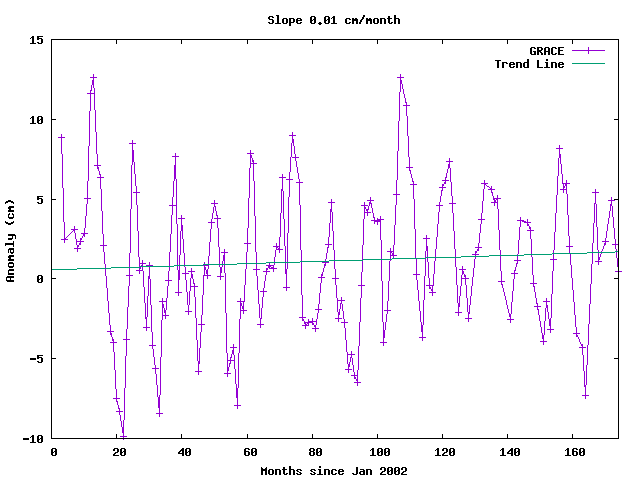 Slope 0.01 cm/month
GRACE
Trend Line
15
10
5
0
-5
-10
Anomaly (cm)
0 20 40 60 80 100 120 140 160
Months since Jan 2002